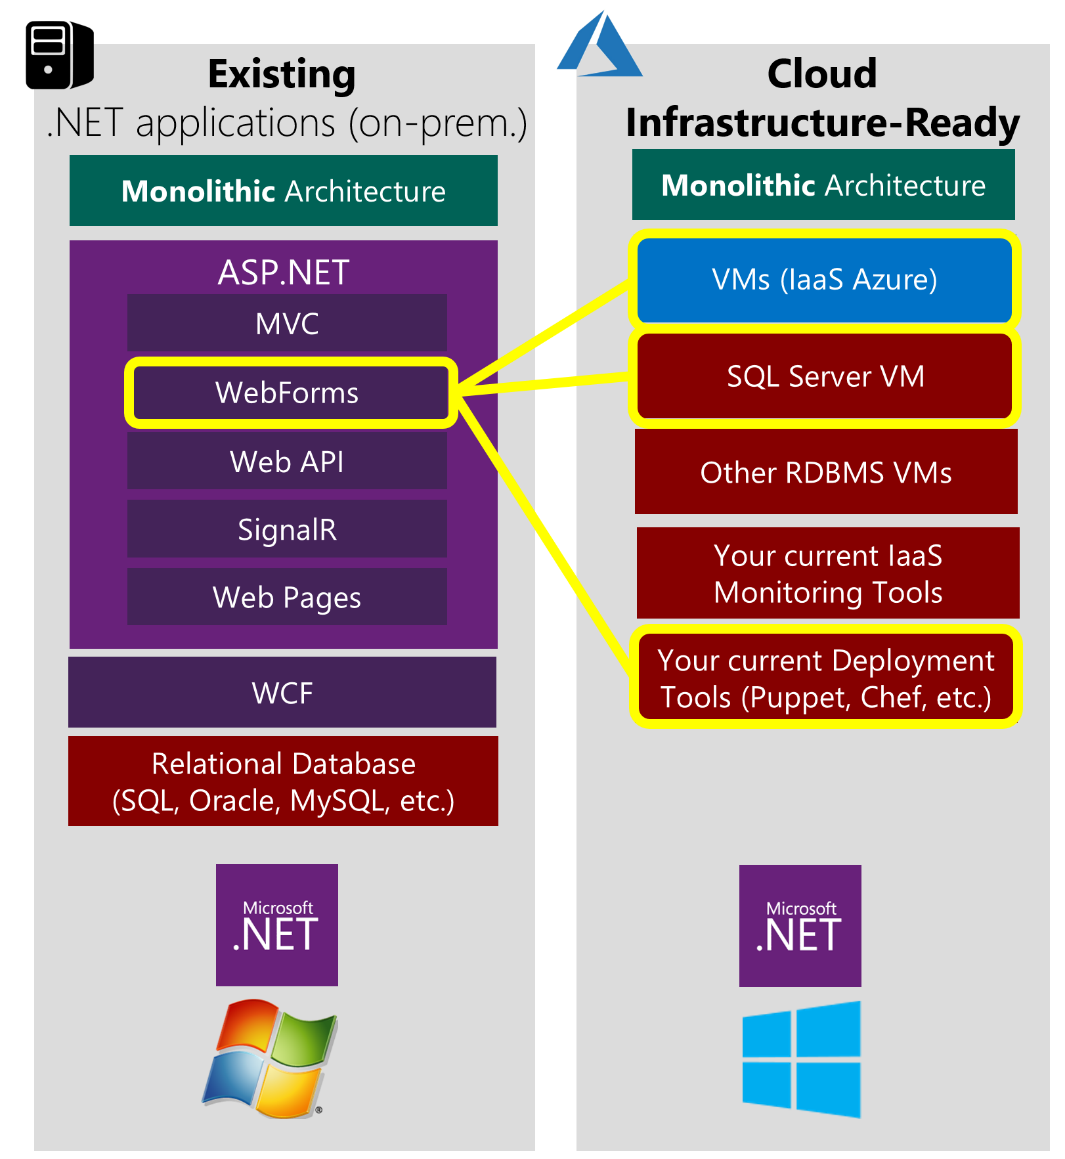 Existing
.NET applications (on-prem.)
Monolithic Architecture
ASP.NET
MVC
WebForms
Web API
SignalR
Web Pages
WCF
Relational Database
(SQL, Oracle, MySQL, etc.)
Microsoft
.NET
®
Cloud
Infrastructure-Ready
Monolithic Architecture
VMs (IaaS Azure)
SQL Server VM
Other RDBMS VMs
Your current IaaS
Monitoring Tools
Your current Deployment
Tools (Puppet, Chef, etc.)
Microsoft
.NET